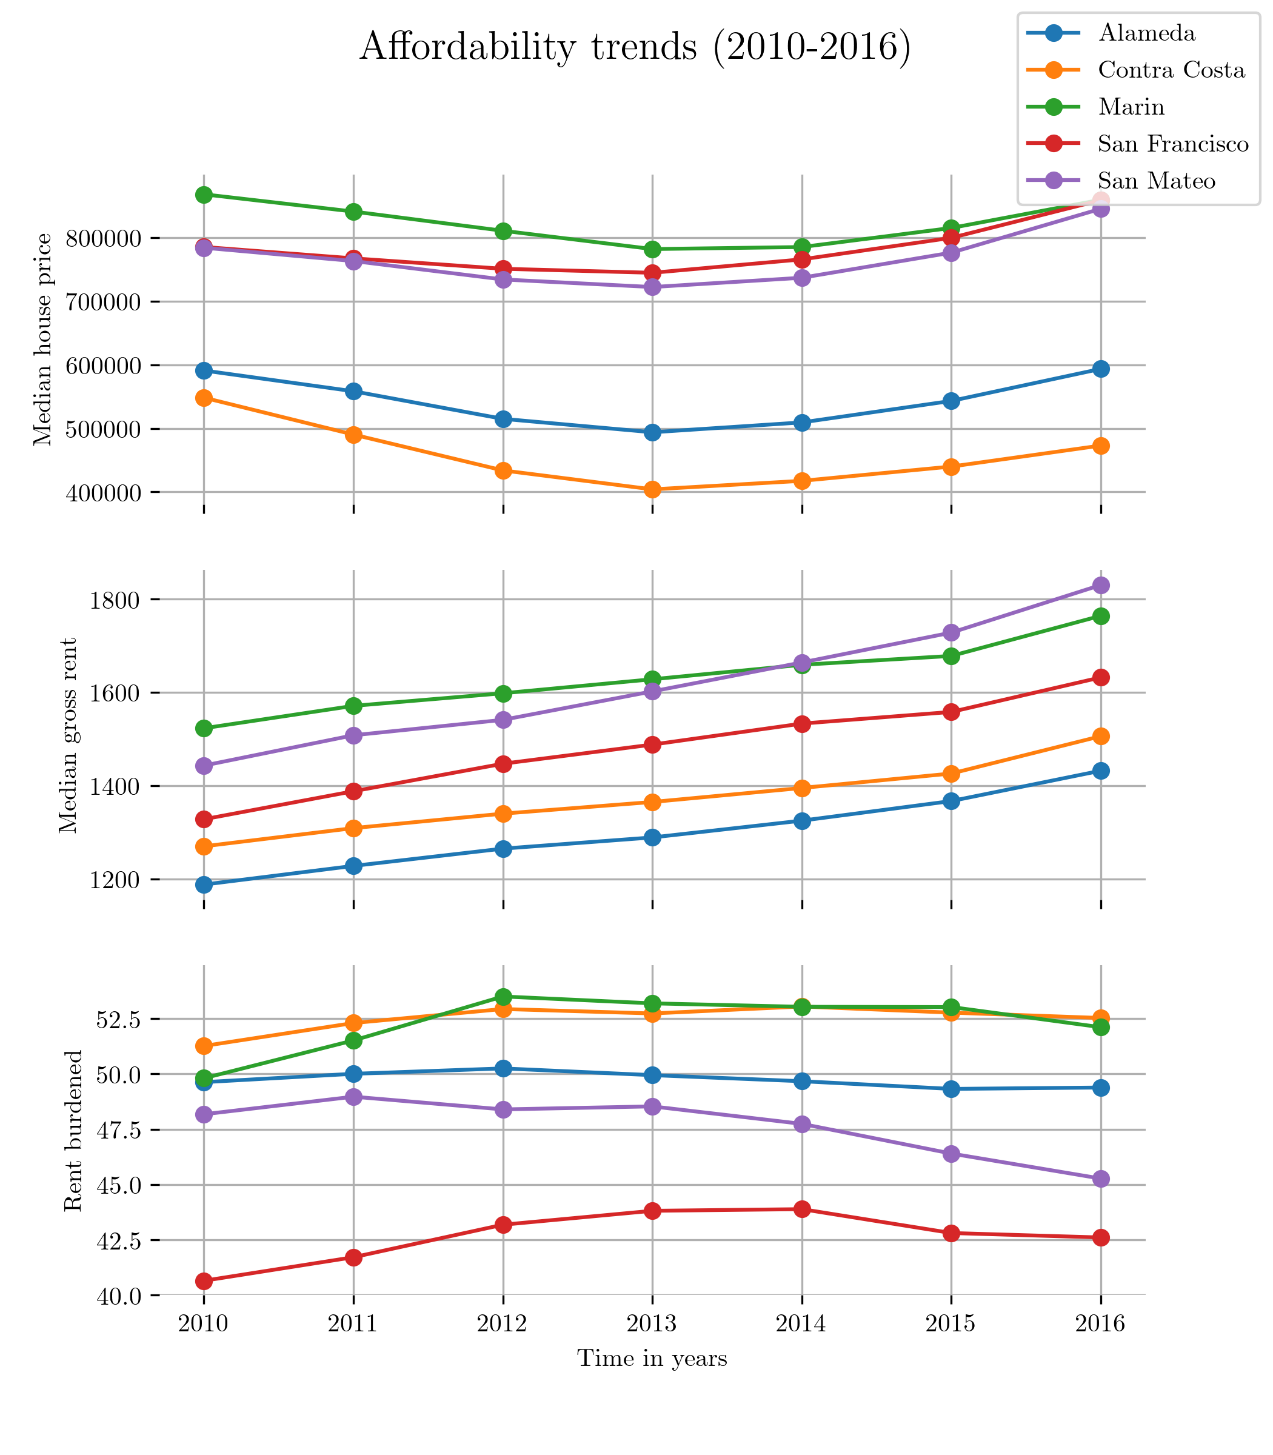 Affordability trends (2010-2016)
Alameda
Contra Costa
Marin
San Francisco
San Mateo
Median house price
800000
700000
600000
500000
400000
Median gross rent
1800
1600
1400
1200
Rent burdened
52.5
50.0
47.5
45.0
42.5
40.0
2010 2011 2012 2013 2014 2015 2016
Time in years